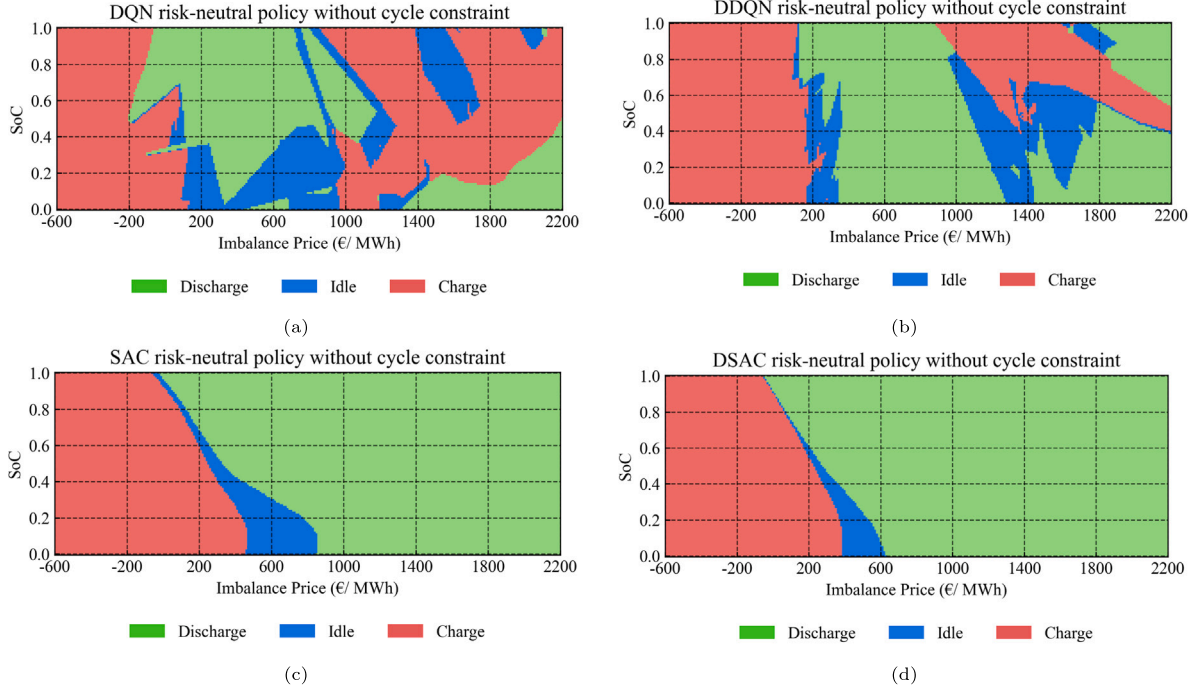 DQN risk-neutral policy without cycle constraint
1.0
0.8
0.6
0.4
0.2
0.0
SoC
-600 -200 200 600 1000 1400 1800 2200
Imbalance Price (€/ MWh)
Discharge Idle Charge
(a)
DDQN risk-neutral policy without cycle constraint
1.0
0.8
0.6
0.4
0.2
0.0
SoC
-600 -200 200 600 1000 1400 1800 2200
Imbalance Price (€/ MWh)
Discharge Idle Charge
(b)
SAC risk-neutral policy without cycle constraint
1.0
0.8
0.6
0.4
0.2
0.0
SoC
-600 -200 200 600 1000 1400 1800 2200
Imbalance Price (€/ MWh)
Discharge Idle Charge
(c)
DSAC risk-neutral policy without cycle constraint
1.0
0.8
0.6
0.4
0.2
0.0
SoC
-600 -200 200 600 1000 1400 1800 2200
Imbalance Price (€/ MWh)
Discharge Idle Charge
(d)